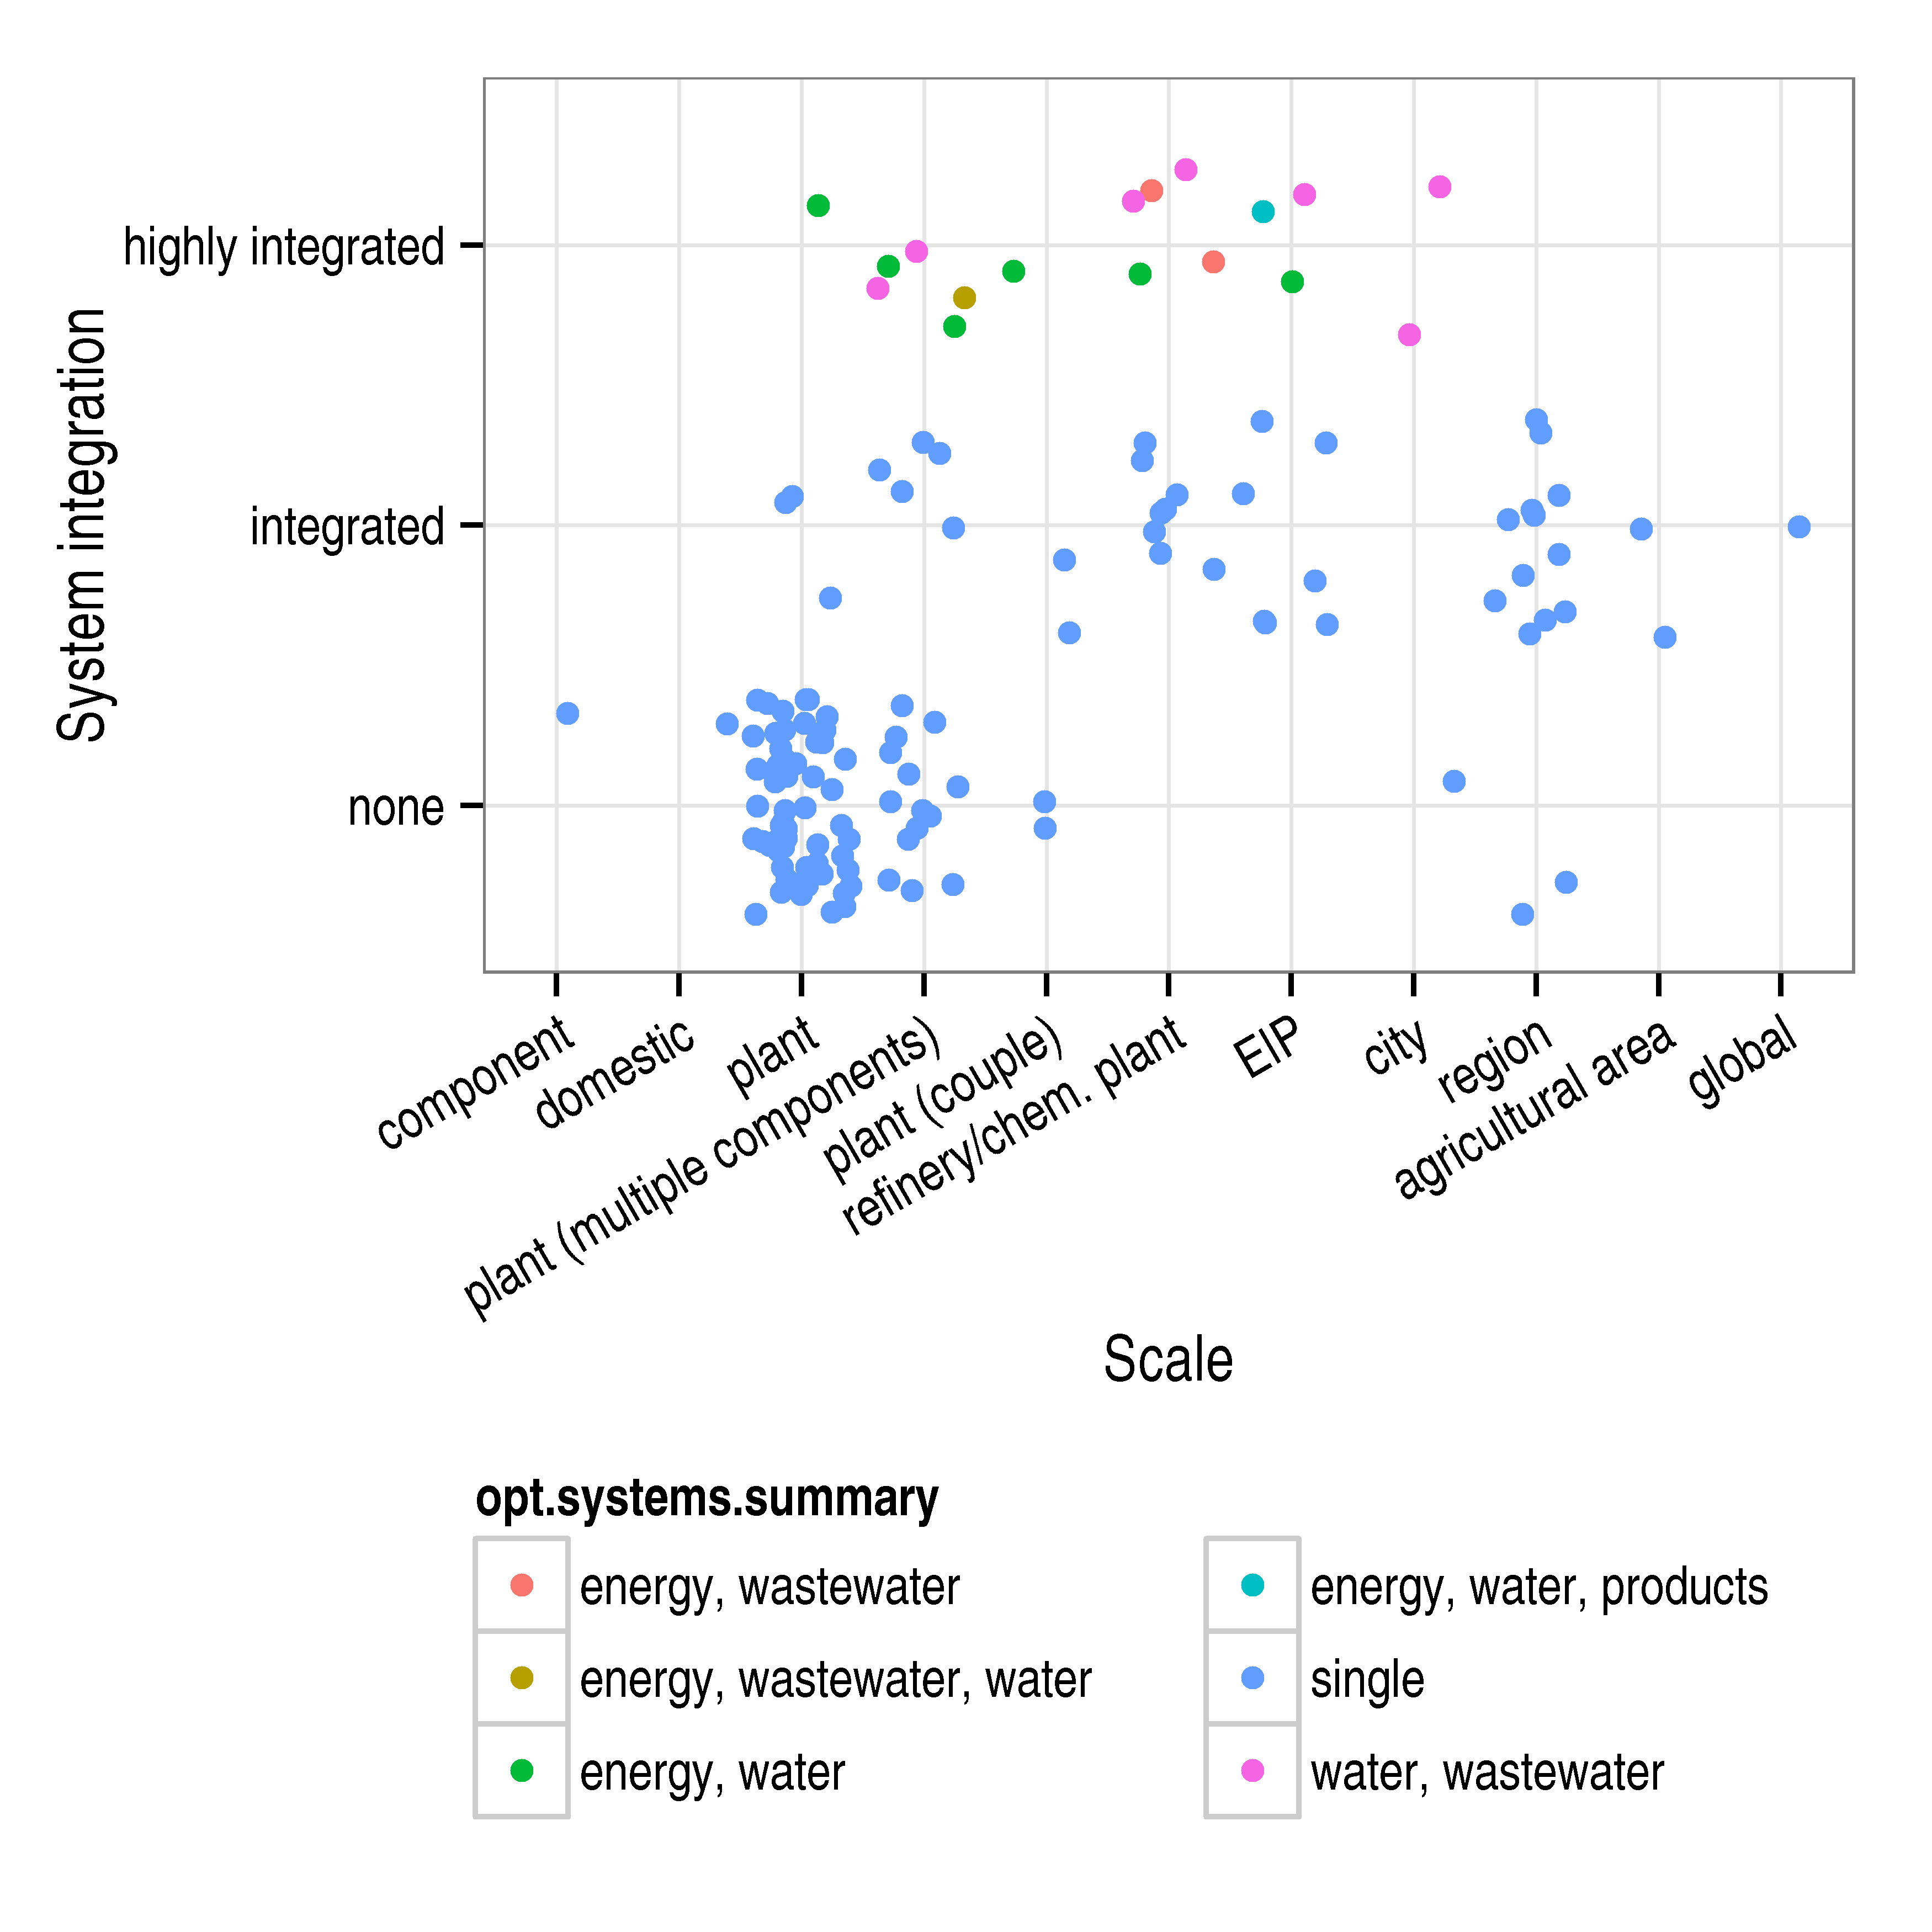 System integration
highly integrated
integrated
none
component
domestic
plant
plant (multiple components)
plant (couple)
refinery/chem. plant
EIP
city
region
agricultural area
global
Scale
opt.systems.summary
energy, wastewater
energy, wastewater, water
energy, water
energy, water, products
single
water, wastewater